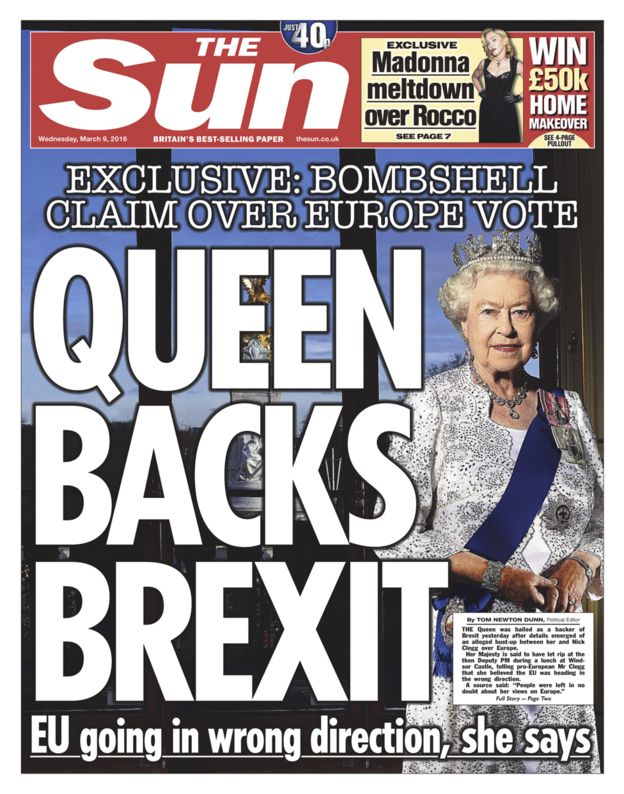 JUST 40p
THE
Sun
Wednesday, March 9, 2016
BRITAIN'S BEST-SELLING PAPER
thesun.co.uk
EXCLUSIVE
Madonna
meltdown
over Rocco
SEE PAGE 7
WIN
£50k
HOME
MAKEOVER
SEE 4-PAGE
PULLOUT
EXCLUSIVE: BOMBSHELL
CLAIM OVER EUROPE VOTE
QUEEN
BACKS
BREXIT
By TOM NEWTON DUNN, Political Editor
THE Queen was hailed as a backer of
Brexit yesterday after details emerged of
an alleged bust-up between her and Nick
Clegg over Europe.
Her Majesty is said to have let rip at the
then Deputy PM during a lunch at Wind-
sor Castle, telling pro-European Mr Clegg
that she believed the EU was heading in
the wrong direction.
A source said: "People were left in no
doubt about her views on Europe."
Full Story — Page Two
EU going in wrong direction, she says